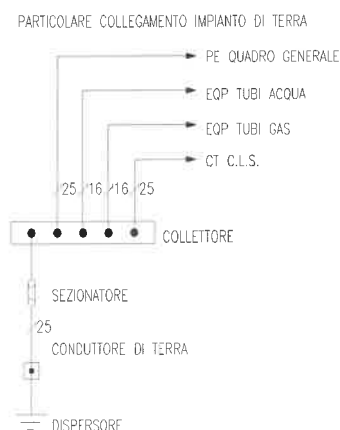 PARTICOLARE COLLEGAMENTO IMPIANTO DI TERRA
PE QUADRO GENERALE
EQP TUBI ACQUA
EQP TUBI GAS
CT C.L.S.
25 16 16 25
COLLETTORE
SEZIONATORE
25
CONDUTTORE DI TERRA
DISPERSORE